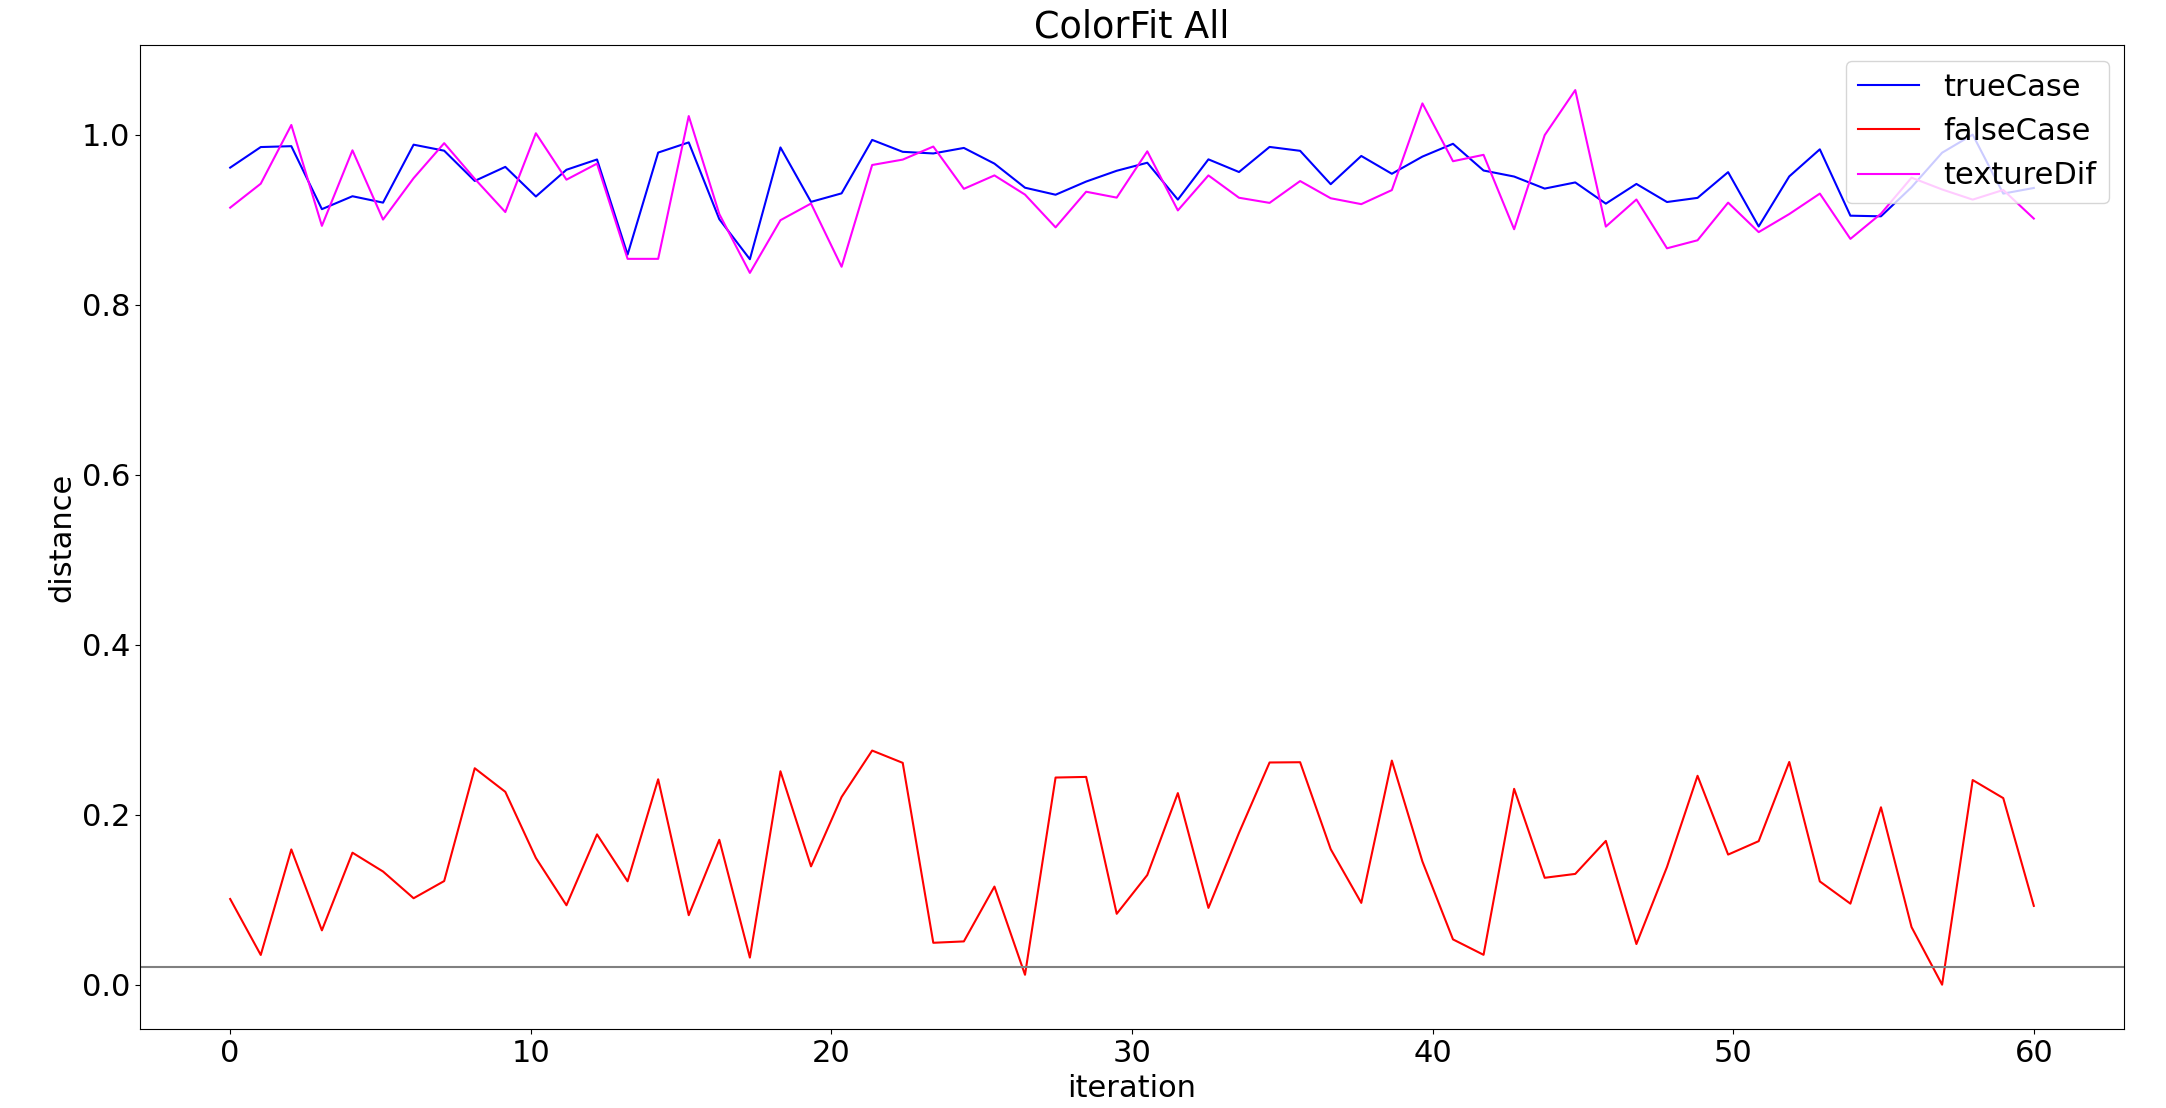 ColorFit All
trueCase
falseCase
textureDif
1.0
0.8
0.6
0.4
0.2
0.0
distance
0 10 20 30 40 50 60
iteration